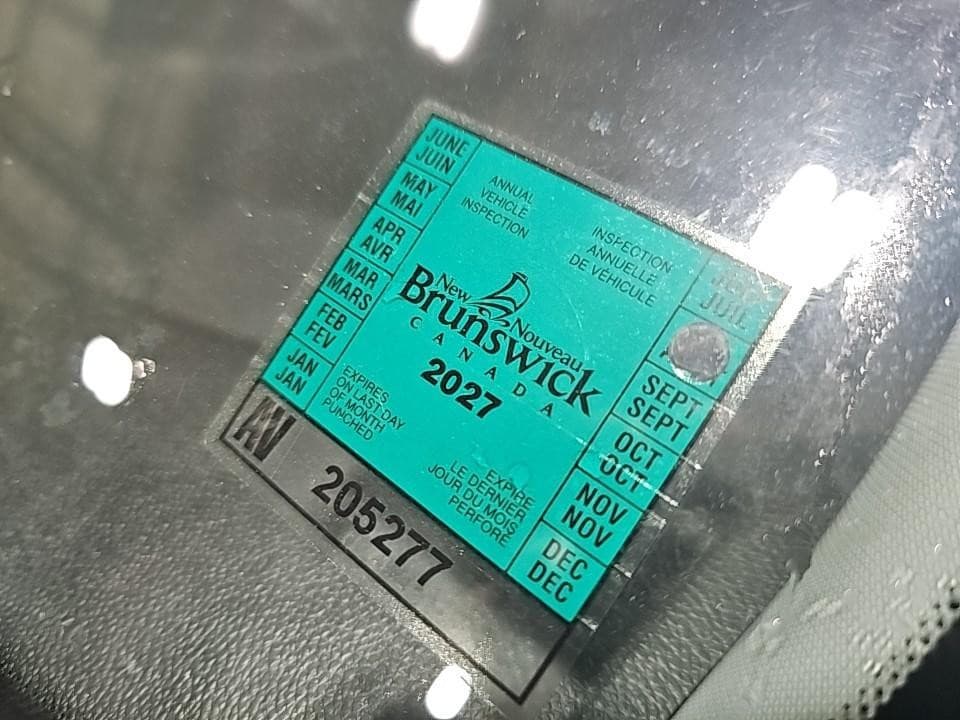 JUNE
JUIN
MAY
MAI
APR
AVR
MAR
MARS
FEB
FEV
JAN
JAN
ANNUAL
VEHICLE
INSPECTION
INSPECTION
ANNUELLE
DE VÉHICULE
New Nouveau
Brunswick
CANADA
2027
EXPIRES
ON LAST DAY
OF MONTH
PUNCHED
EXPIRE
LE DERNIER
JOUR DU MOIS
PERFORÉ
JUIL
SEPT
SEPT
OCT
OCT
NOV
NOV
DEC
DEC
AV
205277